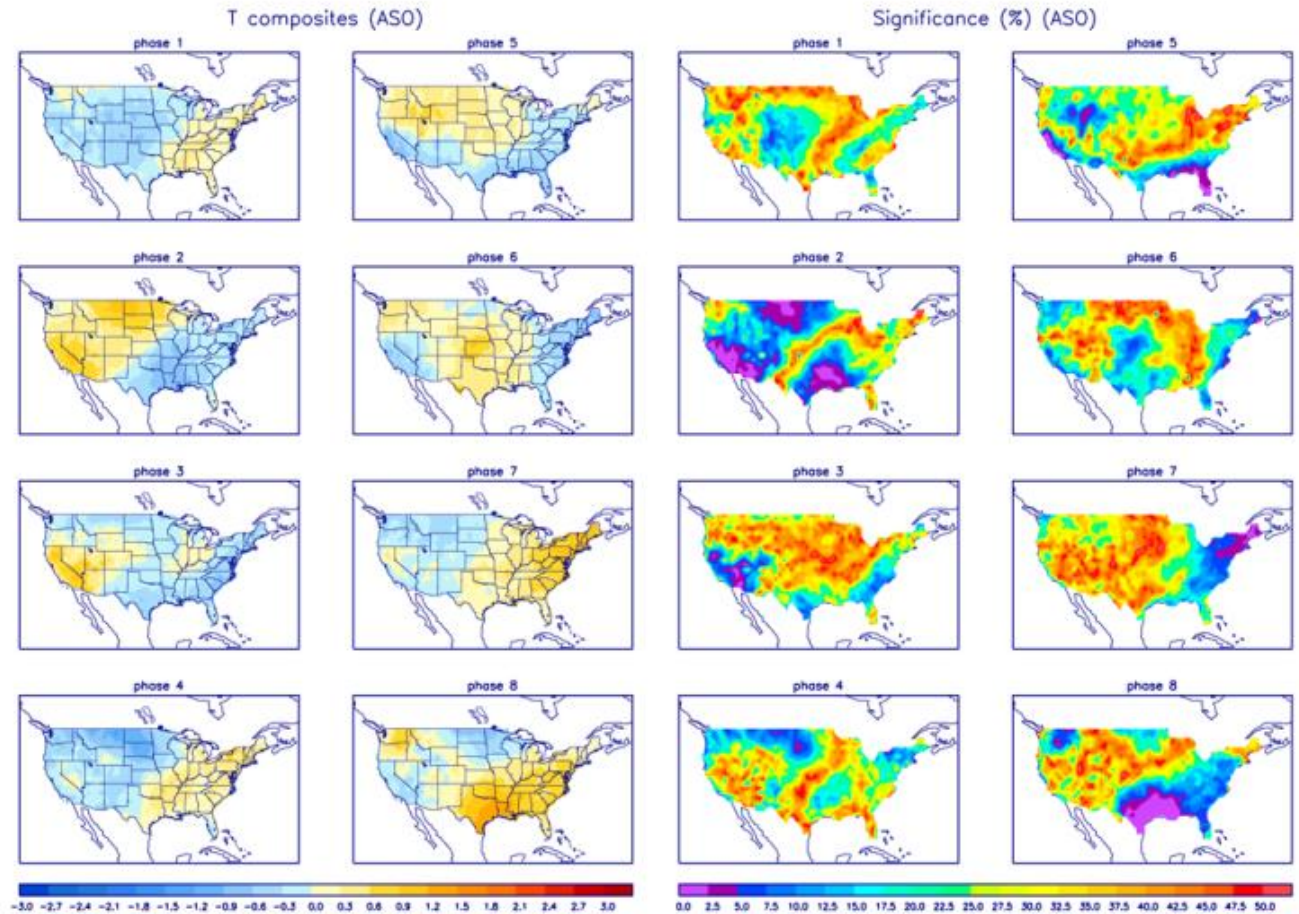 T composites (ASO) Significance (%) (ASO)
phase 1 phase 5 phase 1 phase 5
phase 2 phase 6 phase 2 phase 6
phase 3 phase 7 phase 3 phase 7
phase 4 phase 8 phase 4 phase 8
-3.0 -2.7 -2.4 -2.1 -1.8 -1.5 -1.2 -0.9 -0.6 -0.3 0.0 0.3 0.6 0.9 1.2 1.5 1.8 2.1 2.4 2.7 3.0 0.0 2.5 5.0 7.5 10.0 12.5 15.0 17.5 20.0 22.5 25.0 27.5 30.0 32.5 35.0 37.5 40.0 42.5 45.0 47.5 50.0